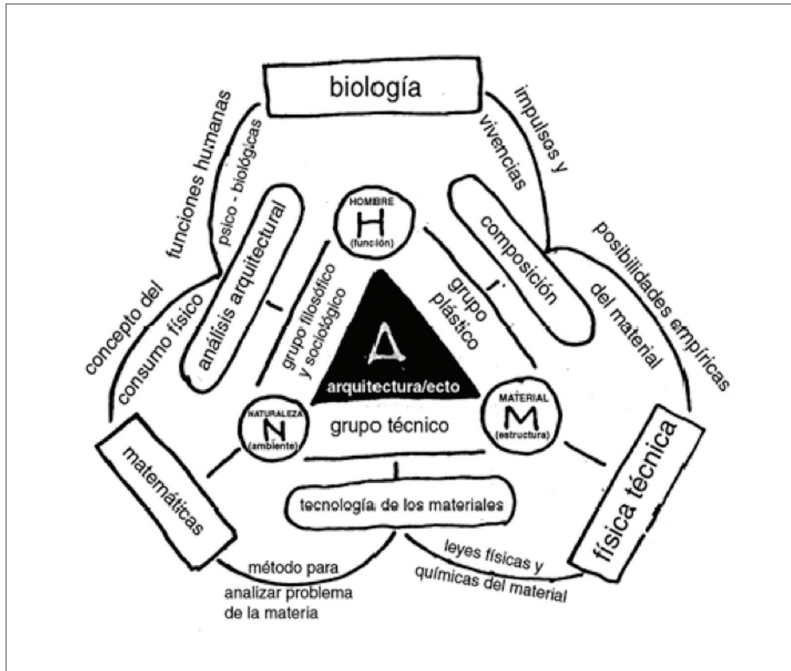 biología
funciones humanas
psico - biológicas
impulsos y
vivencias
HOMBRE
H
(función)
análisis arquitectural
composición
concepto del
consumo físico
grupo filosófico
y sociológico
grupo
plástico
posibilidades empíricas
del material
A
arquitectura/ecto
NATURALEZA
N
(ambiente)
grupo técnico
MATERIAL
M
(estructura)
matemáticas
tecnología de los materiales
física técnica
método para
analizar problema
de la materia
leyes físicas y
químicas del material